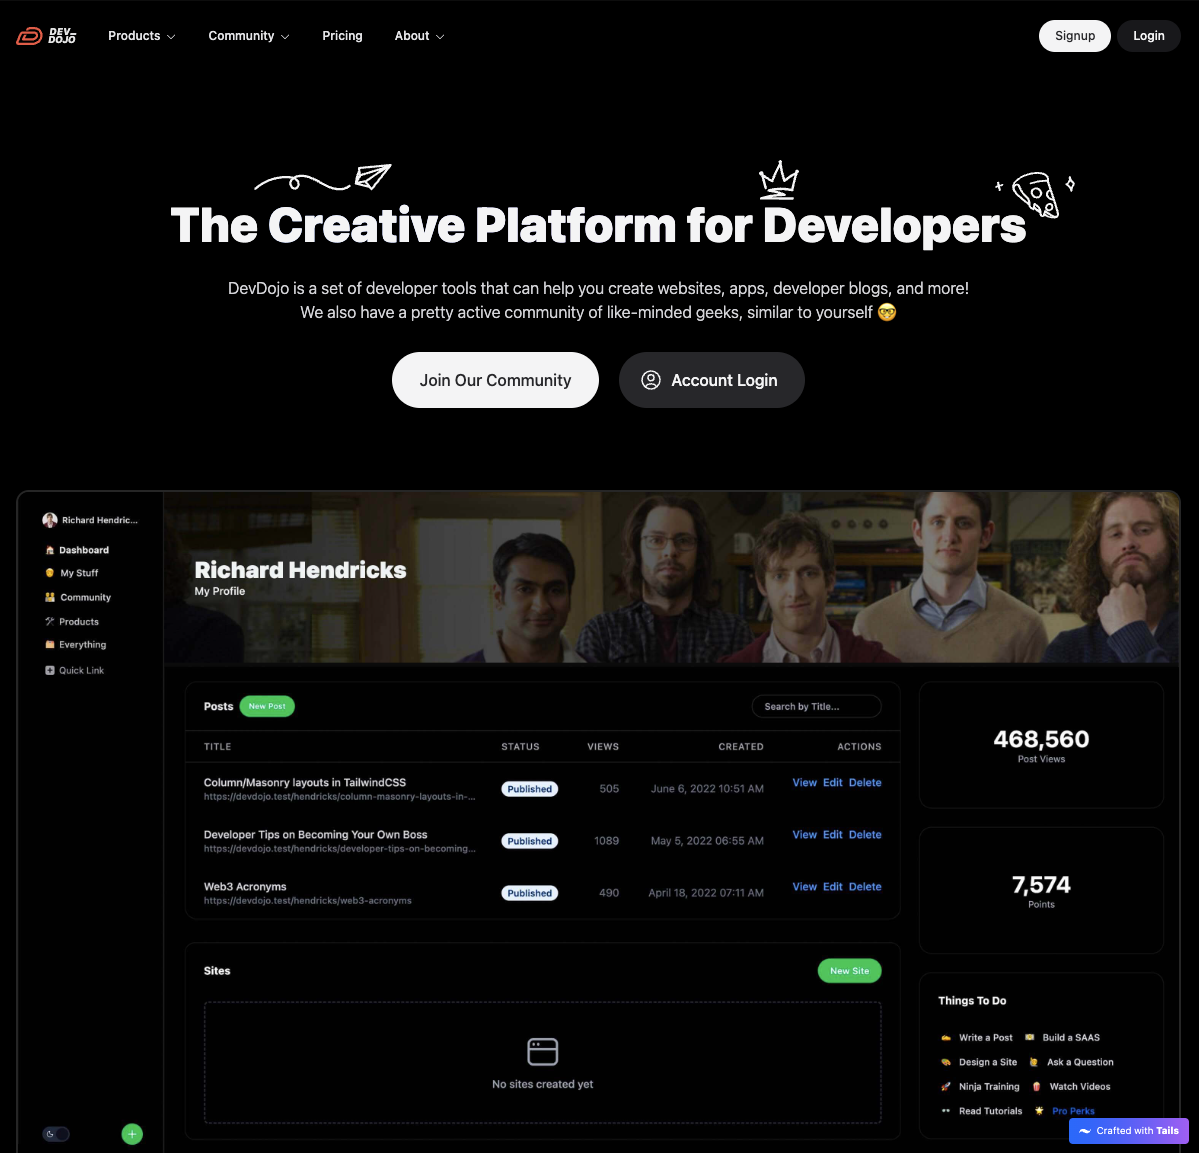 DEV
DOJO
Products
Community
Pricing
About
Signup
Login
The Creative Platform for Developers
DevDojo is a set of developer tools that can help you create websites, apps, developer blogs, and more!
We also have a pretty active community of like-minded geeks, similar to yourself 🤓
Join Our Community
Account Login
Richard Hendric...
Dashboard
My Stuff
Community
Products
Everything
Quick Link
Richard Hendricks
My Profile
Posts
New Post
Search by Title...
TITLE STATUS VIEWS CREATED ACTIONS
Column/Masonry layouts in TailwindCSS
https://devdojo.test/hendricks/column-masonry-layouts-in-...
Published 505 June 6, 2022 10:51 AM View Edit Delete
Developer Tips on Becoming Your Own Boss
https://devdojo.test/hendricks/developer-tips-on-becoming...
Published 1089 May 5, 2022 06:55 AM View Edit Delete
Web3 Acronyms
https://devdojo.test/hendricks/web3-acronyms
Published 490 April 18, 2022 07:11 AM View Edit Delete
468,560
Post Views
7,574
Points
Sites
New Site
No sites created yet
Things To Do
Write a Post Build a SAAS
Design a Site Ask a Question
Ninja Training Watch Videos
Read Tutorials Pro Perks
Crafted with Tails